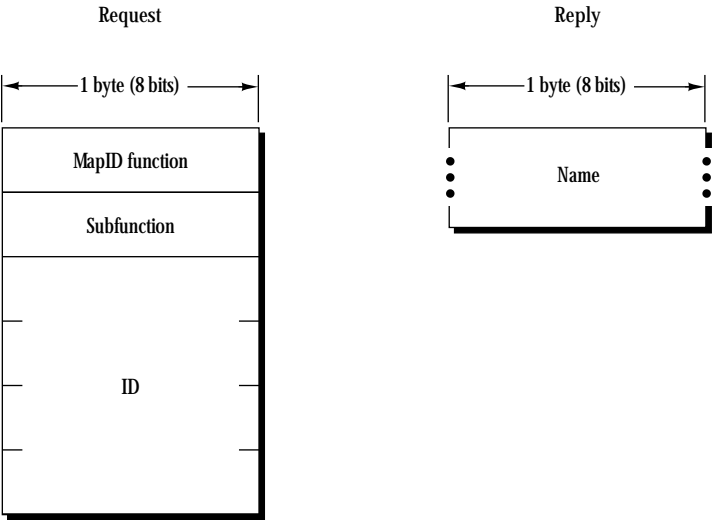 Request
Reply
1 byte (8 bits)
1 byte (8 bits)
MapID function
Name
Subfunction
ID